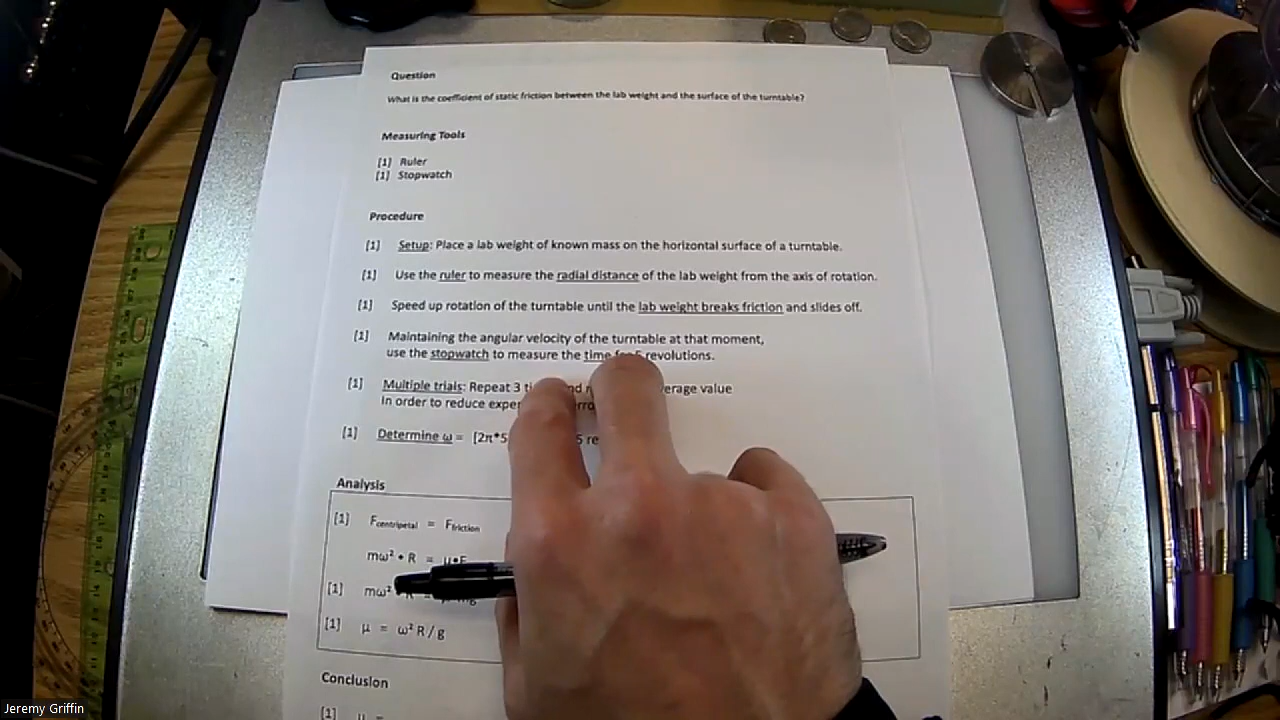 Question
What is the coefficient of static friction between the lab weight and the surface of the turntable?
Measuring Tools
[1] Ruler
[1] Stopwatch
Procedure
[1] Setup: Place a lab weight of known mass on the horizontal surface of a turntable.
[1] Use the ruler to measure the radial distance of the lab weight from the axis of rotation.
[1] Speed up rotation of the turntable until the lab weight breaks friction and slides off.
[1] Maintaining the angular velocity of the turntable at that moment,
use the stopwatch to measure the time for 5 revolutions.
[1] Multiple trials: Repeat 3
In order to reduce
[1] Determine ω = [2π*5
Analysis
[1] Fcentripetal = Ffriction
mω² • R =
[1] mω²
[1] μ = ω² R / g
Conclusion
[1] μ =
Jeremy Griffin